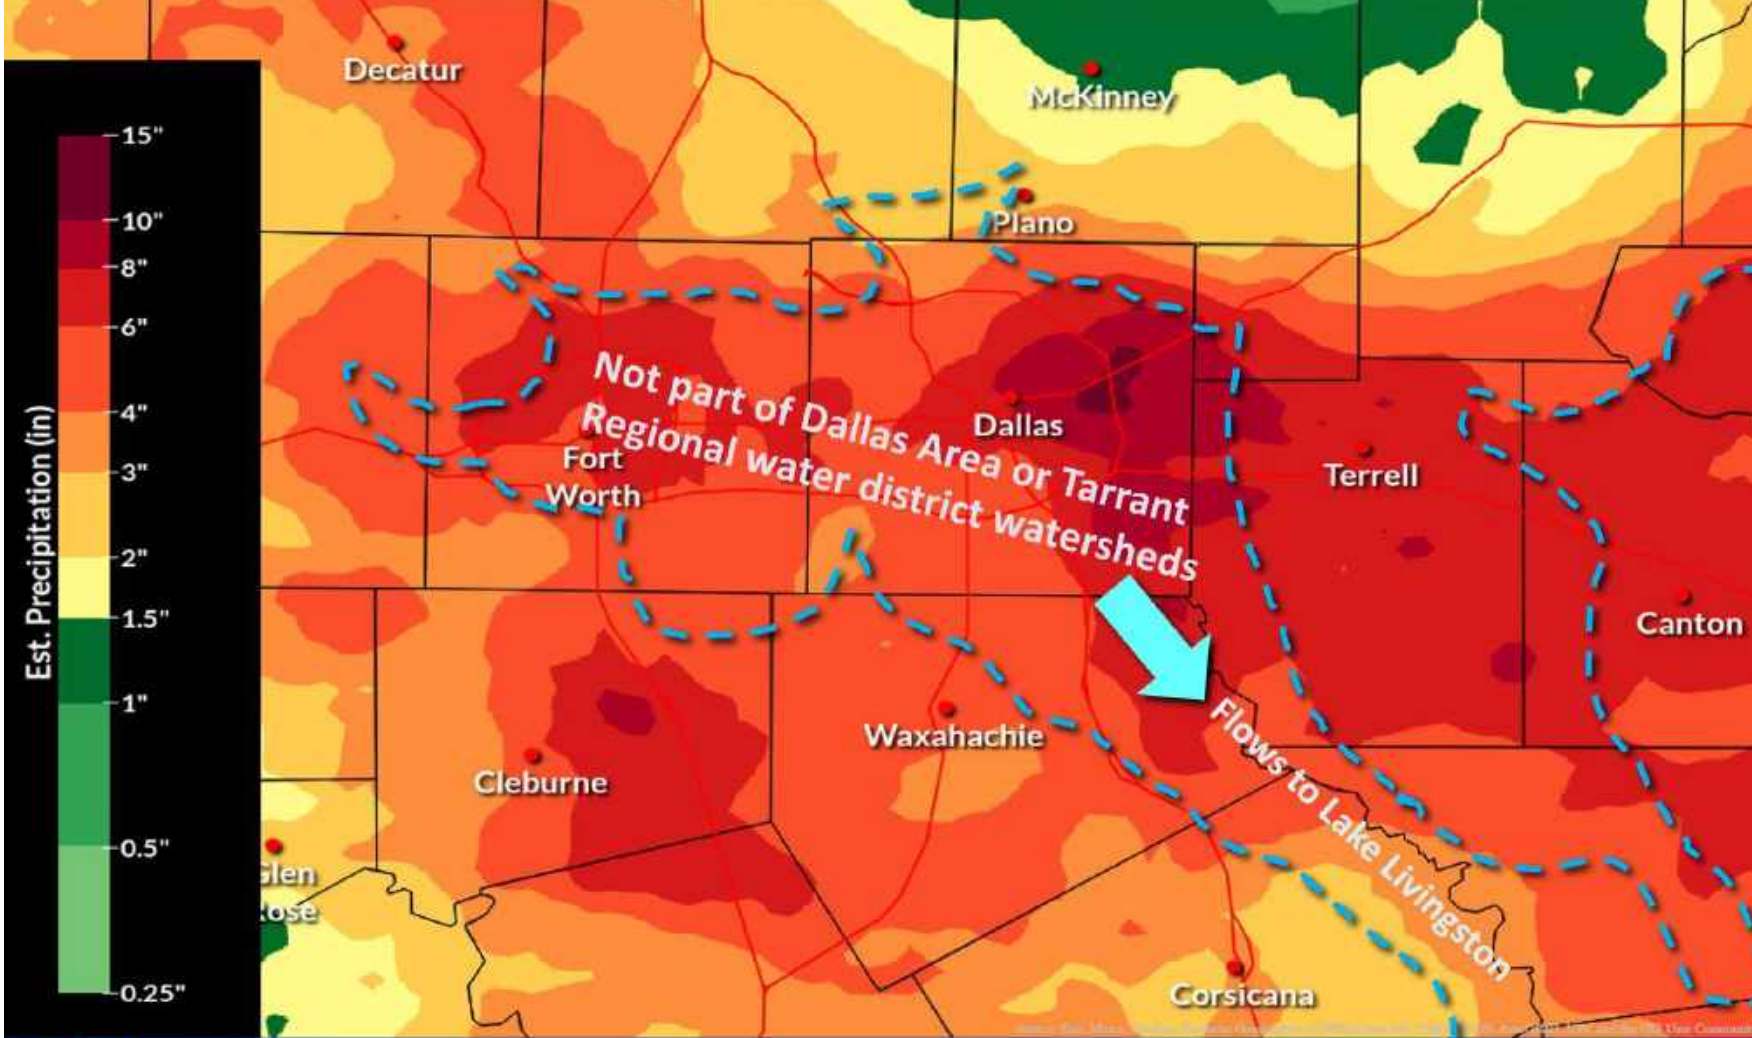 Decatur
McKinney
Plano
15"
10"
8"
6"
4"
3"
2"
1.5"
1"
0.5"
0.25"
Est. Precipitation (in)
Not part of Dallas Area or Tarrant
Regional water district watersheds
Dallas
Fort
Worth
Terrell
Canton
Flows to Lake Livingston
Waxahachie
Cleburne
Glen
Rose
Corsicana